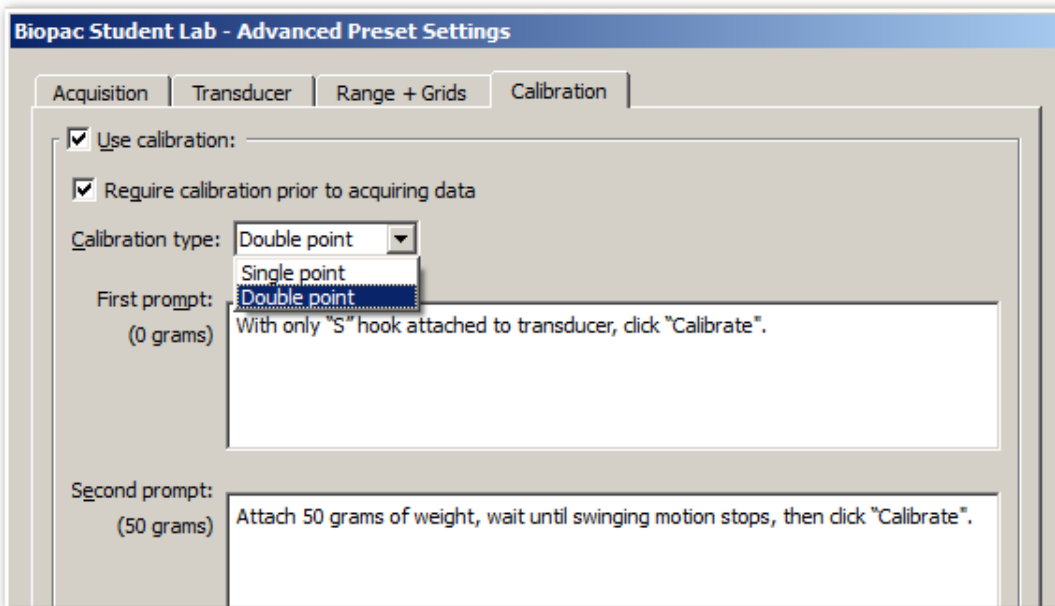 Biopac Student Lab - Advanced Preset Settings
Acquisition Transducer Range + Grids Calibration
Use calibration:
Require calibration prior to acquiring data
Calibration type: Double point
Single point
Double point
First prompt:
(0 grams)
With only "S" hook attached to transducer, click "Calibrate".
Second prompt:
(50 grams)
Attach 50 grams of weight, wait until swinging motion stops, then click "Calibrate".